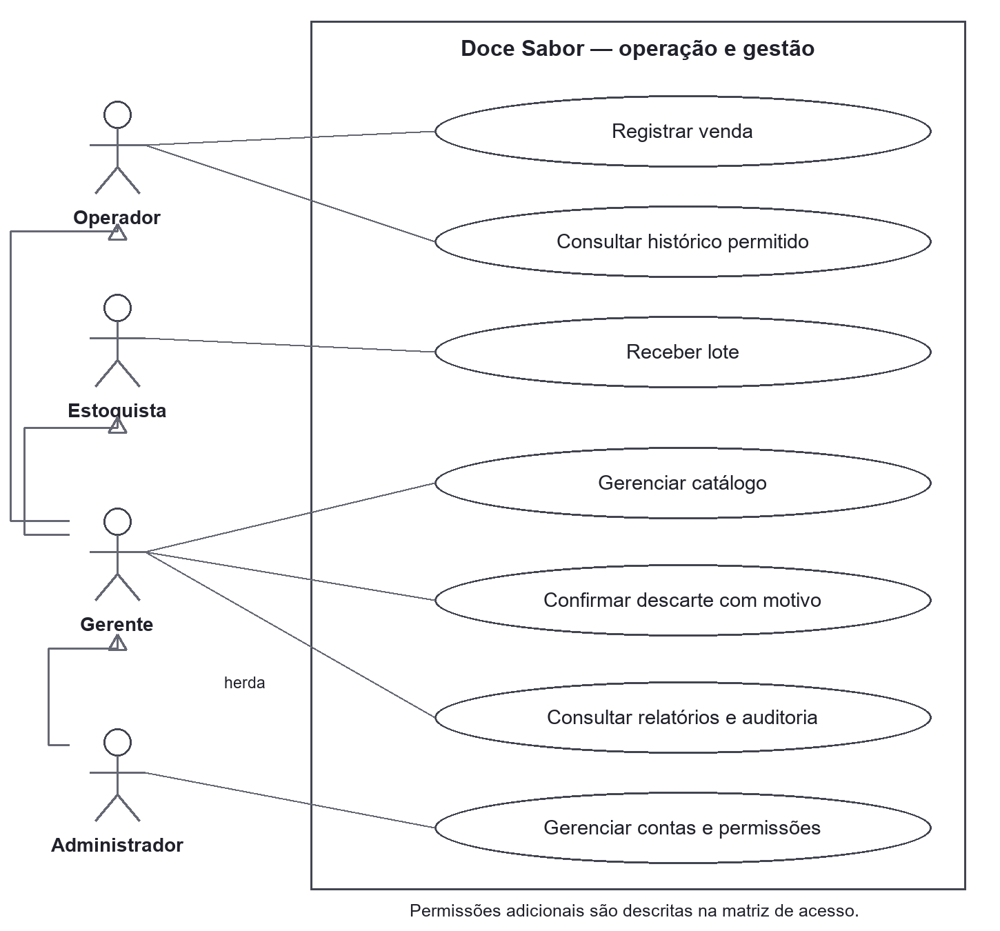 Doce Sabor — operação e gestão
Registrar venda
Operador
Consultar histórico permitido
Receber lote
Estoquista
Gerenciar catálogo
Confirmar descarte com motivo
Gerente
herda
Consultar relatórios e auditoria
Gerenciar contas e permissões
Administrador
Permissões adicionais são descritas na matriz de acesso.